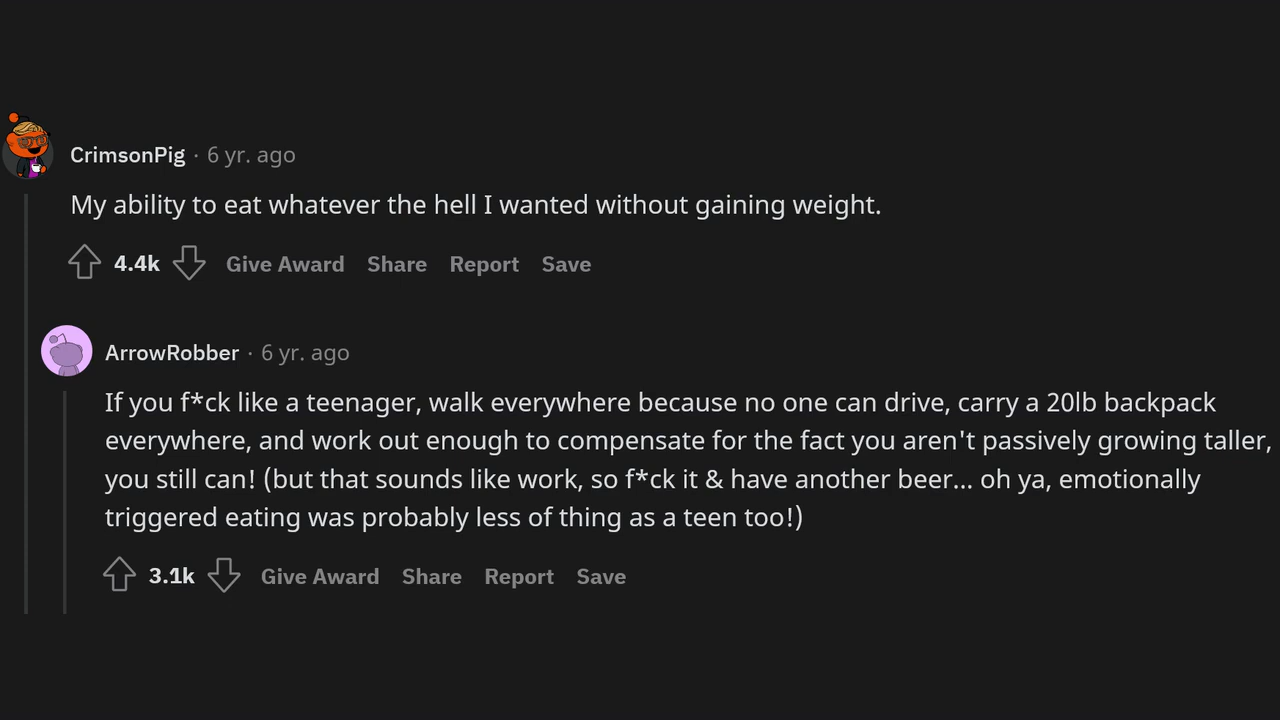 CrimsonPig · 6 yr. ago
My ability to eat whatever the hell I wanted without gaining weight.
4.4k Give Award Share Report Save
ArrowRobber · 6 yr. ago
If you f*ck like a teenager, walk everywhere because no one can drive, carry a 20lb backpack
everywhere, and work out enough to compensate for the fact you aren't passively growing taller,
you still can! (but that sounds like work, so f*ck it & have another beer... oh ya, emotionally
triggered eating was probably less of thing as a teen too!)
3.1k Give Award Share Report Save